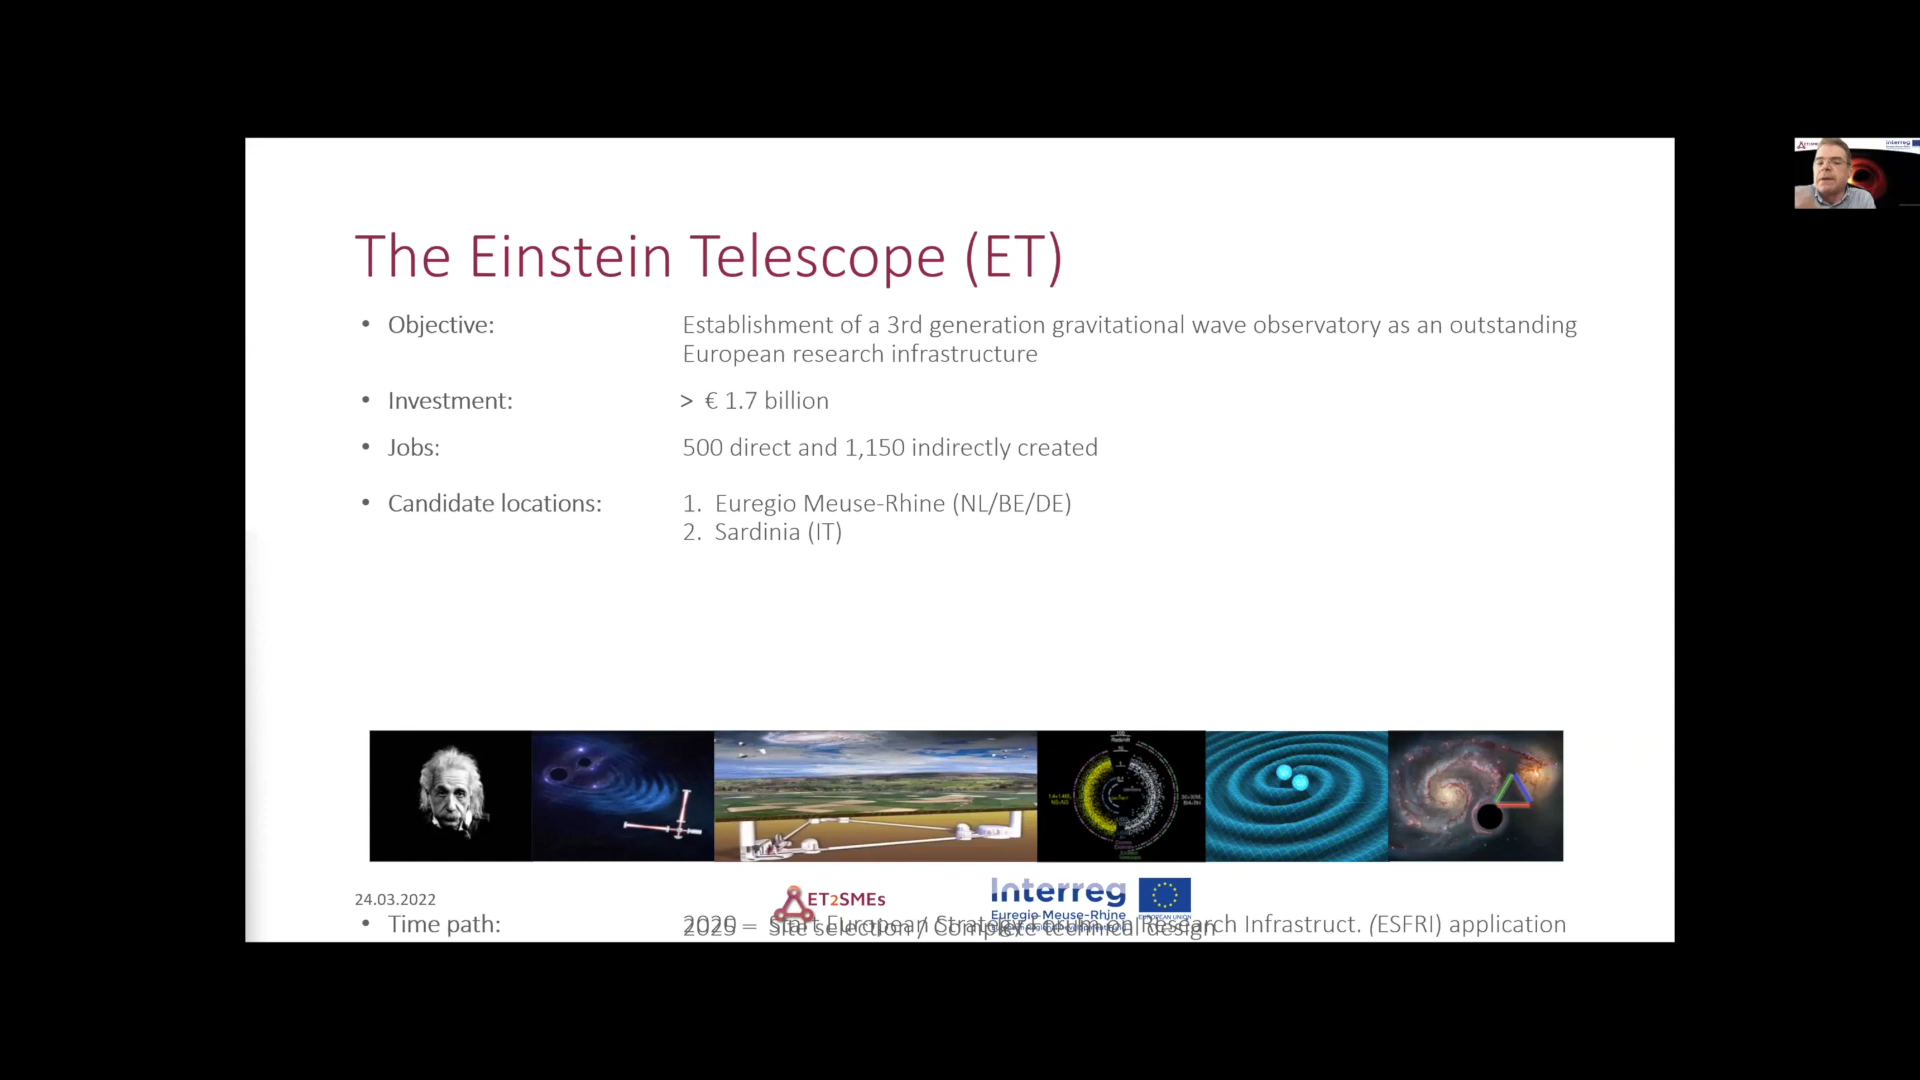 The Einstein Telescope (ET)
• Objective: Establishment of a 3rd generation gravitational wave observatory as an outstanding
European research infrastructure
• Investment: > € 1.7 billion
• Jobs: 500 direct and 1,150 indirectly created
• Candidate locations: 1. Euregio Meuse-Rhine (NL/BE/DE)
2. Sardinia (IT)
24.03.2022
ET2SMEs
Interreg
Euregio Meuse-Rhine
EUROPEAN UNION
• Time path: 2020 = Start European Strategy Forum on Research Infrastruct. (ESFRI) application
2025 = Site selection / Complete technical design
Interreg